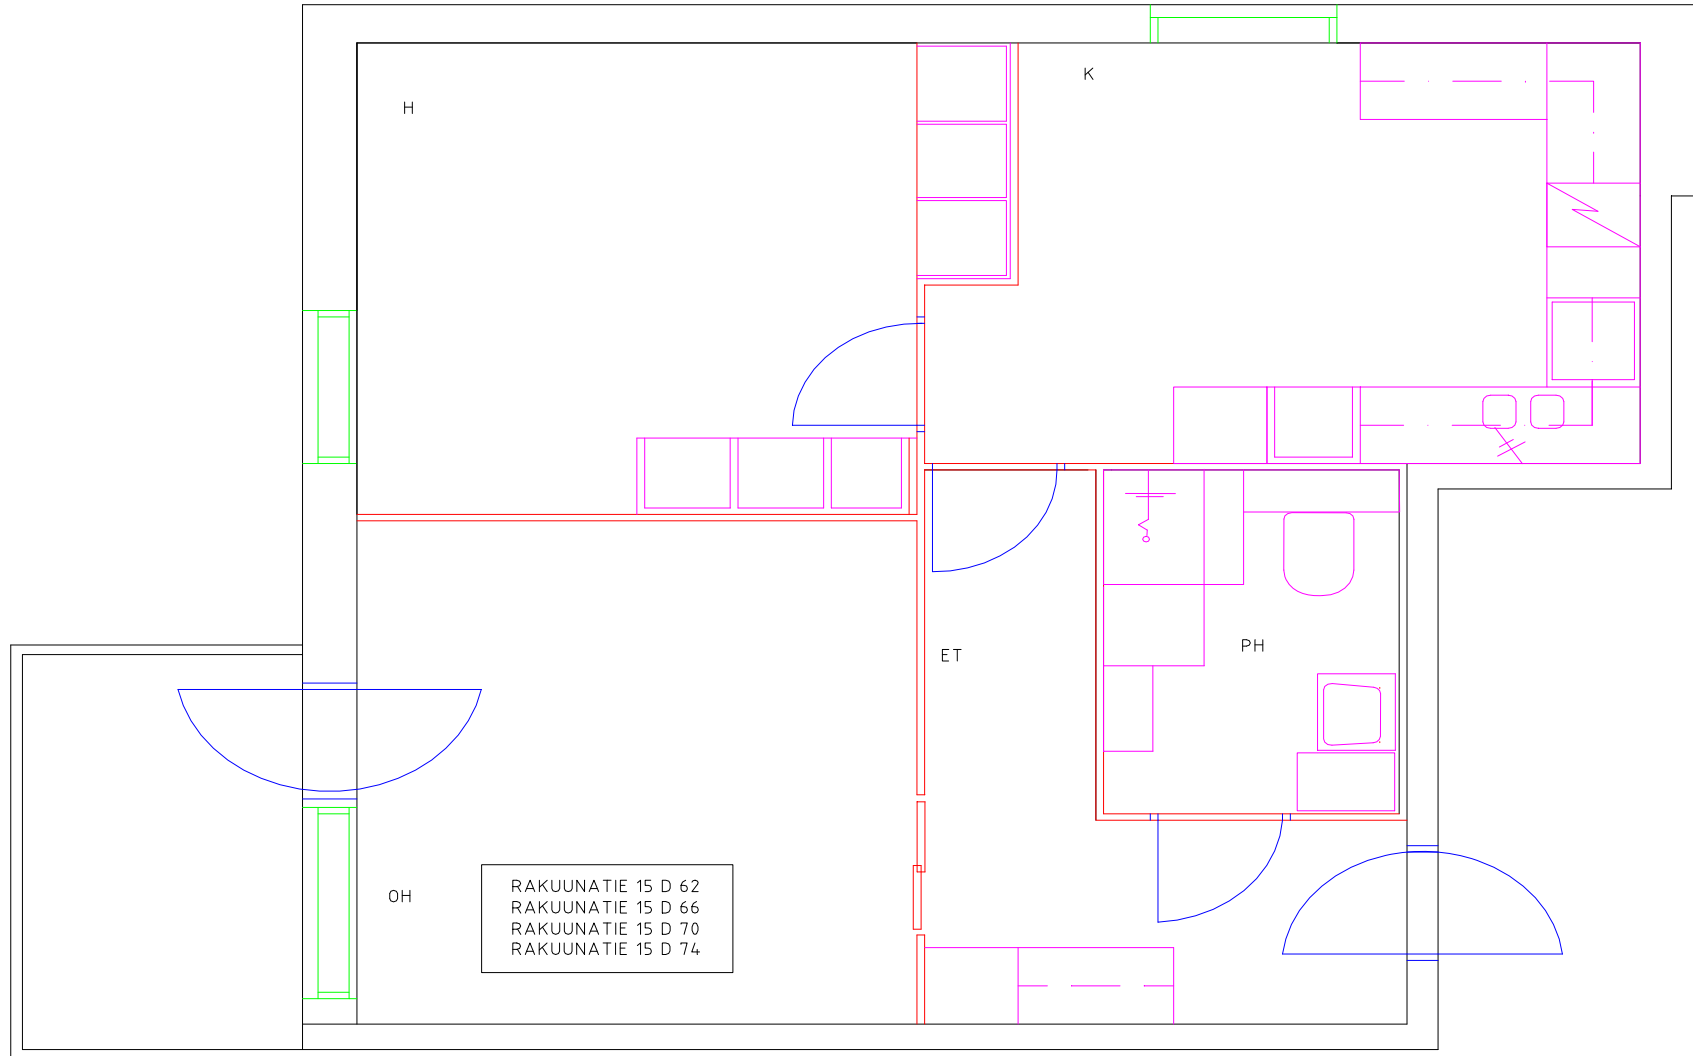 K
H
ET
PH
OH
RAKUUNATIE 15 D 62
RAKUUNATIE 15 D 66
RAKUUNATIE 15 D 70
RAKUUNATIE 15 D 74